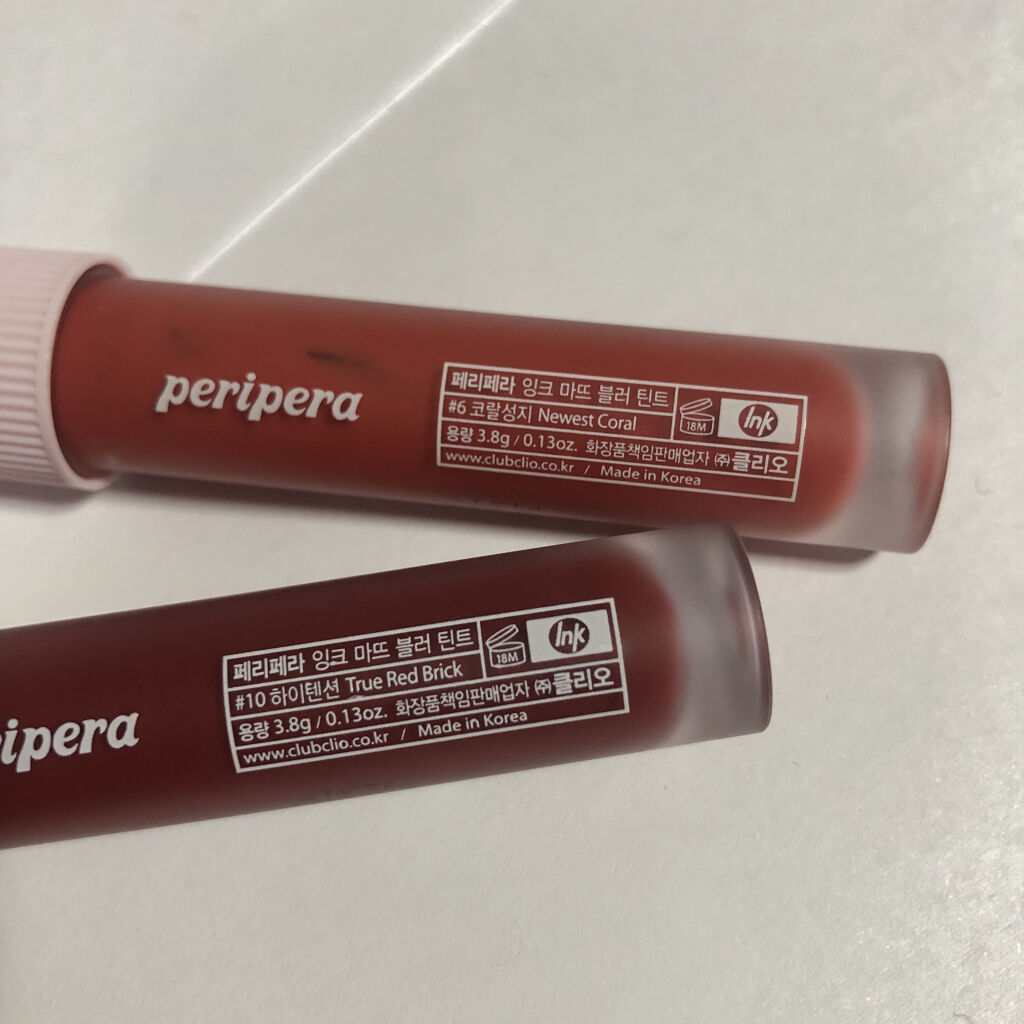 peripera
페리페라 잉크 마뜨 블러 틴트
#6 코랄성지 Newest Coral
18M
Ink
용량 3.8g / 0.13oz. 화장품책임판매업자 ㈜클리오
www.clubclio.co.kr / Made in Korea
ripera
페리페라 잉크 마뜨 블러 틴트
#10 하이텐션 True Red Brick
18M
Ink
용량 3.8g / 0.13oz. 화장품책임판매업자 ㈜클리오
www.clubclio.co.kr / Made in Korea